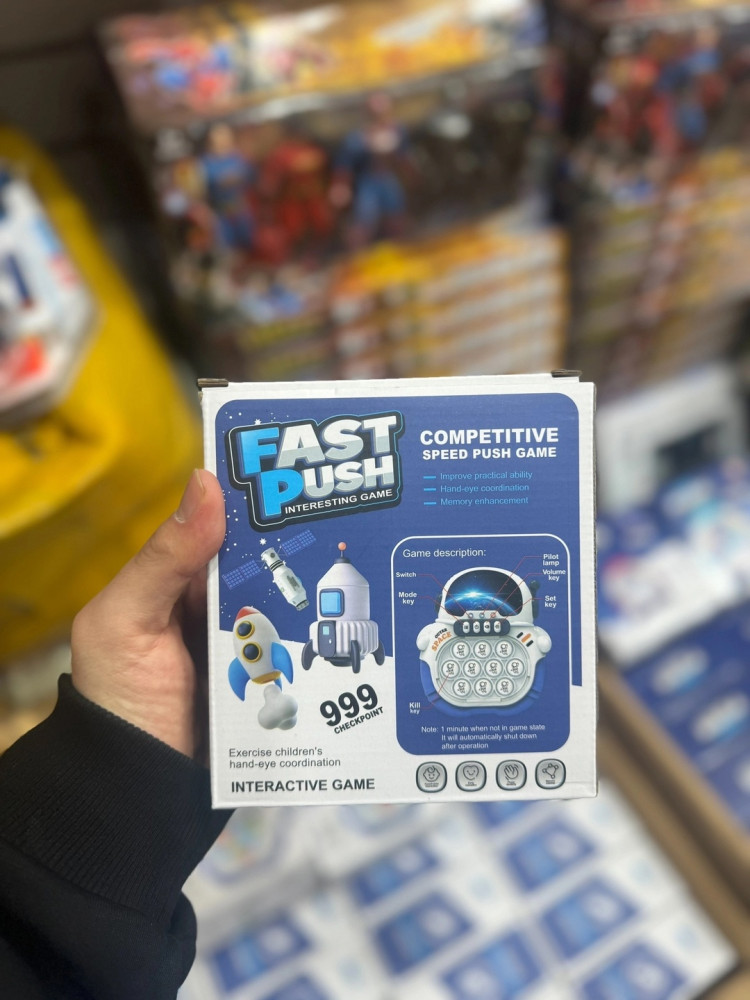 FAST
PUSH
INTERESTING GAME
COMPETITIVE
SPEED PUSH GAME
Improve practical ability
Hand-eye coordination
Memory enhancement
Game description:
Switch
Mode
key
Pilot
lamp
Volume
key
Set
key
SPACE
Kill
key
Note: 1 minute when not in game state
It will automatically shut down
after operation
999
CHECKPOINT
Exercise children's
hand-eye coordination
INTERACTIVE GAME